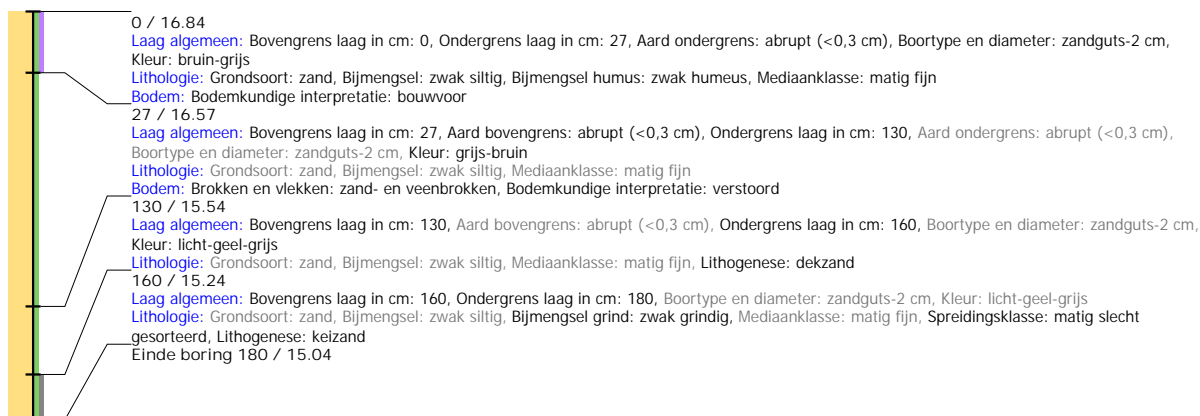 0 / 16.84
Laag algemeen: Bovengrens laag in cm: 0, Ondergrens laag in cm: 27, Aard ondergrens: abrupt (<0,3 cm), Boortype en diameter: zandguts-2 cm,
Kleur: bruin-grijs
Lithologie: Grondsoort: zand, Bijmengsel: zwak siltig, Bijmengsel humus: zwak humeus, Mediaanklasse: matig fijn
Bodem: Bodemkundige interpretatie: bouwvoor
27 / 16.57
Laag algemeen: Bovengrens laag in cm: 27, Aard bovengrens: abrupt (<0,3 cm), Ondergrens laag in cm: 130, Aard ondergrens: abrupt (<0,3 cm),
Boortype en diameter: zandguts-2 cm, Kleur: grijs-bruin
Lithologie: Grondsoort: zand, Bijmengsel: zwak siltig, Mediaanklasse: matig fijn
Bodem: Brokken en vlekken: zand- en veenbrokken, Bodemkundige interpretatie: verstoord
130 / 15.54
Laag algemeen: Bovengrens laag in cm: 130, Aard bovengrens: abrupt (<0,3 cm), Ondergrens laag in cm: 160, Boortype en diameter: zandguts-2 cm,
Kleur: licht-geel-grijs
Lithologie: Grondsoort: zand, Bijmengsel: zwak siltig, Mediaanklasse: matig fijn, Lithogenese: dekzand
160 / 15.24
Laag algemeen: Bovengrens laag in cm: 160, Ondergrens laag in cm: 180, Boortype en diameter: zandguts-2 cm, Kleur: licht-geel-grijs
Lithologie: Grondsoort: zand, Bijmengsel: zwak siltig, Bijmengsel grind: zwak grindig, Mediaanklasse: matig fijn, Spreidingsklasse: matig slecht
gesorteerd, Lithogenese: keizand
Einde boring 180 / 15.04